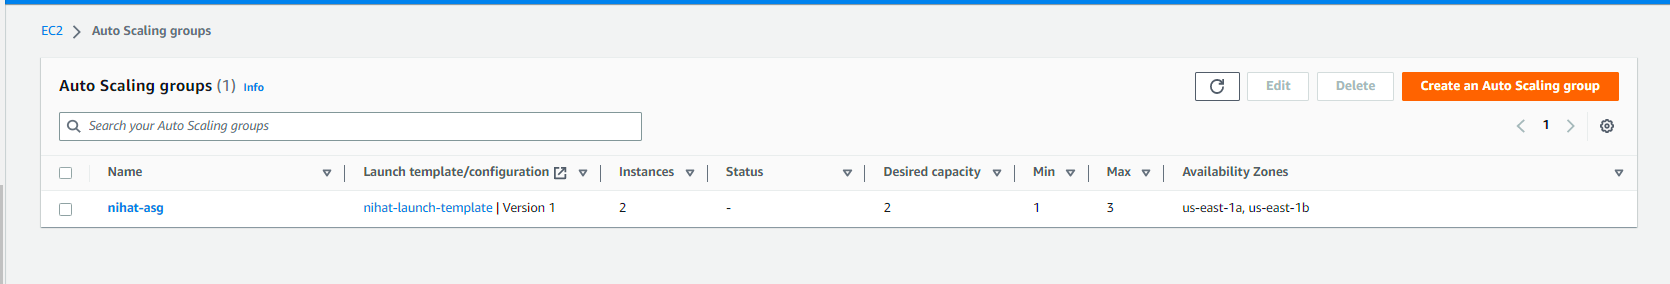 EC2 > Auto Scaling groups
Auto Scaling groups (1) Info
Edit Delete Create an Auto Scaling group
Search your Auto Scaling groups
1
Name Launch template/configuration Instances Status Desired capacity Min Max Availability Zones
nihat-asg nihat-launch-template | Version 1 2 - 2 1 3 us-east-1a, us-east-1b